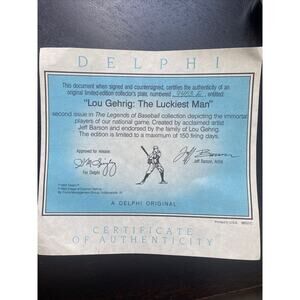 DELPHI
This document when signed and countersigned, certifies the authenticity of an
original limited-edition collector's plate, numbered entitled
"Lou Gehrig: The Luckiest Man"
second issue in The Legends of Baseball collection depicting the immortal
players of our national game. Created by acclaimed artist
Jeff Barson and endorsed by the family of Lou Gehrig.
The edition is limited to a maximum of 150 firing days.
Approved for release:
For Delphi
Jeff Barson, Artist
A DELPHI ORIGINAL
Printed in U.S.A.
CERTIFICATE
OF AUTHENTICITY